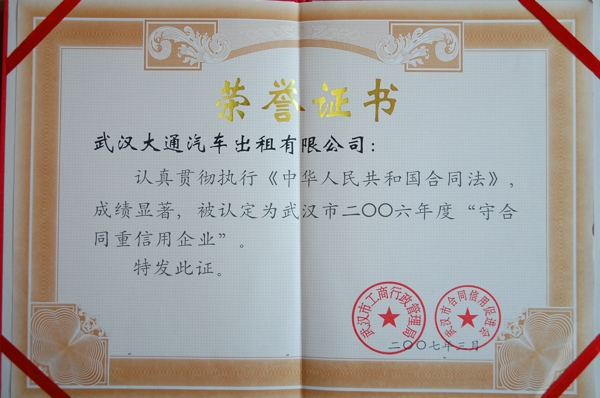 荣誉证书
武汉大通汽车出租有限公司：
认真贯彻执行《中华人民共和国合同法》，
成绩显著，被认定为武汉市二〇〇六年度“守合
同重信用企业”。
特发此证。
武汉市工商行政管理局
武汉市合同信用促进会
二〇〇七年三月